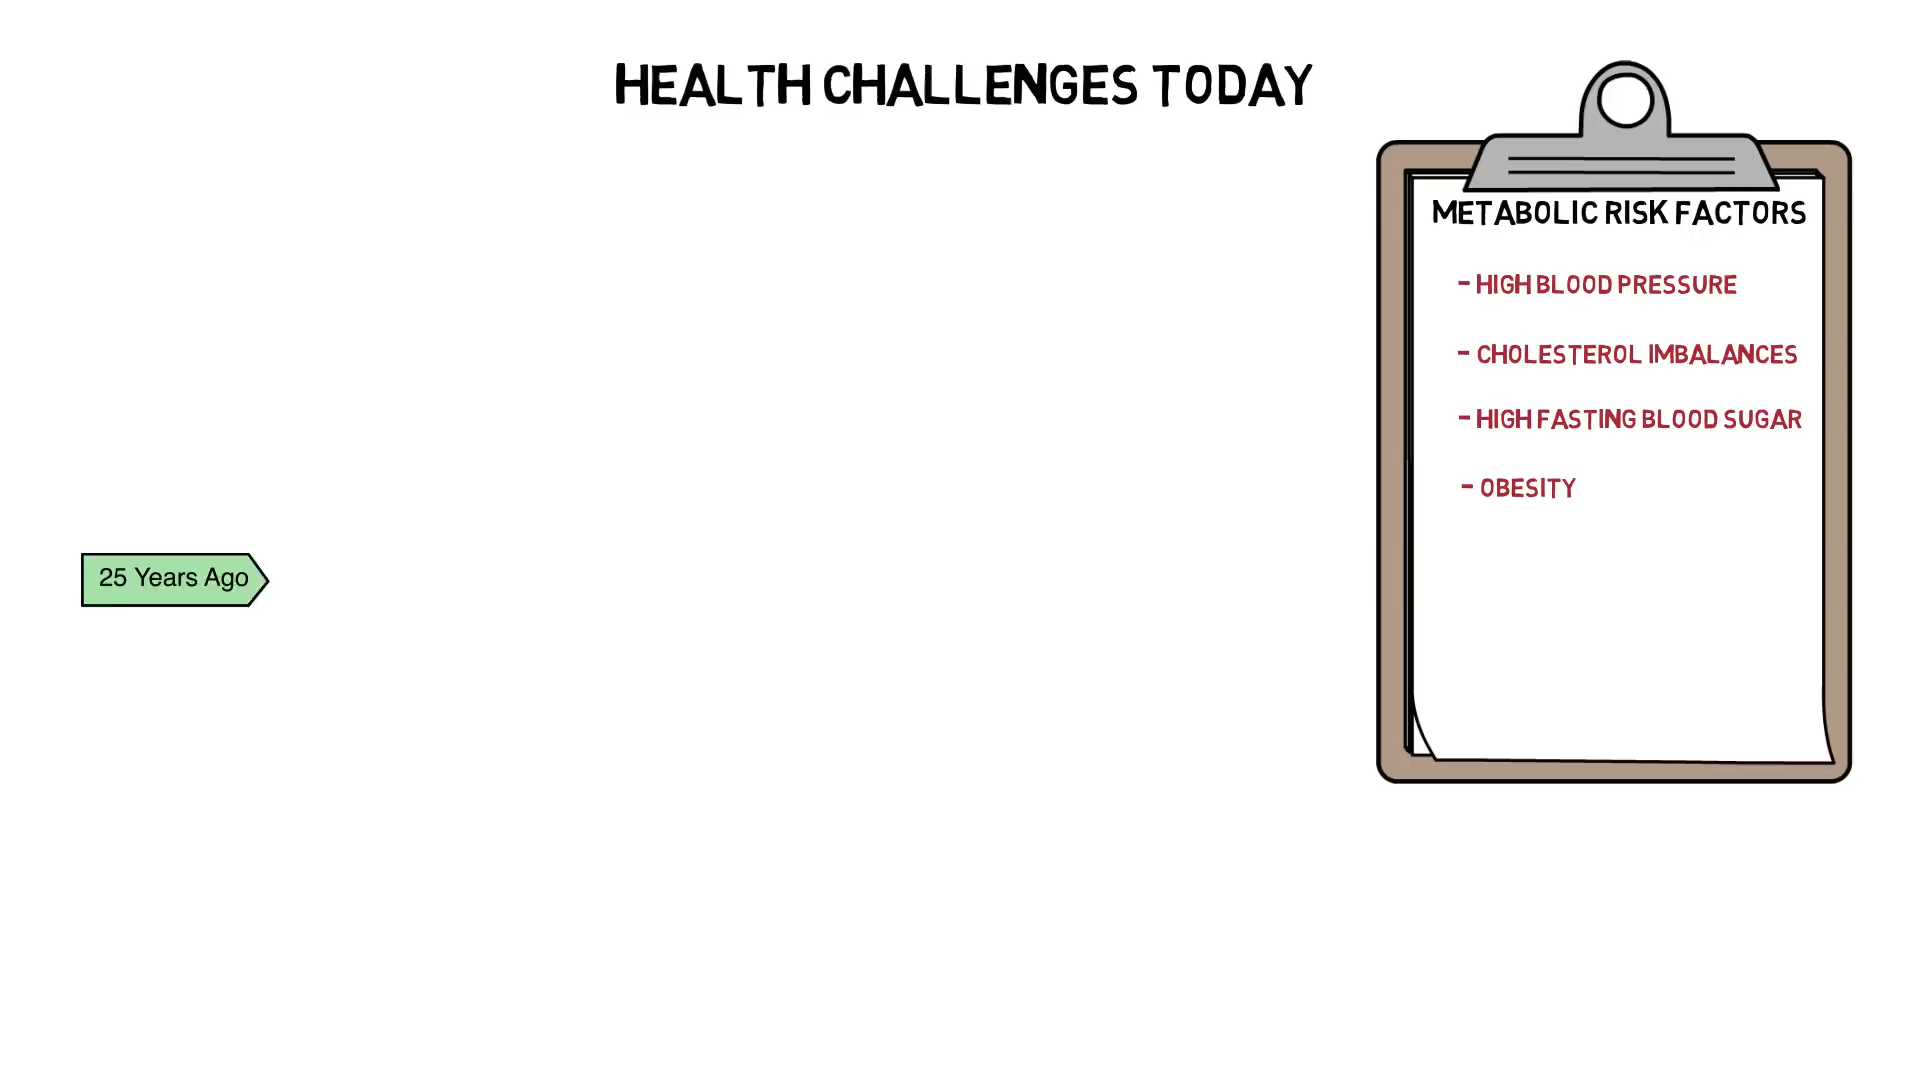 HEALTH CHALLENGES TODAY
METABOLIC RISK FACTORS
- HIGH BLOOD PRESSURE
- CHOLESTEROL IMBALANCES
- HIGH FASTING BLOOD SUGAR
- OBESITY
25 Years Ago